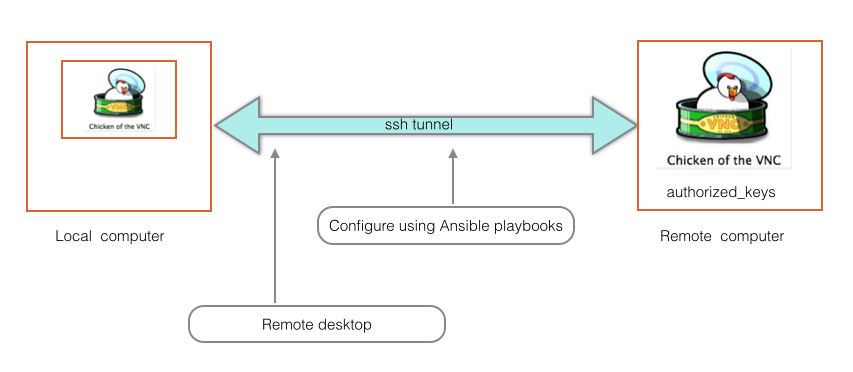 VNC
Chicken of the VNC
ssh tunnel
VNC
Chicken of the VNC
authorized_keys
Configure using Ansible playbooks
Local computer
Remote computer
Remote desktop